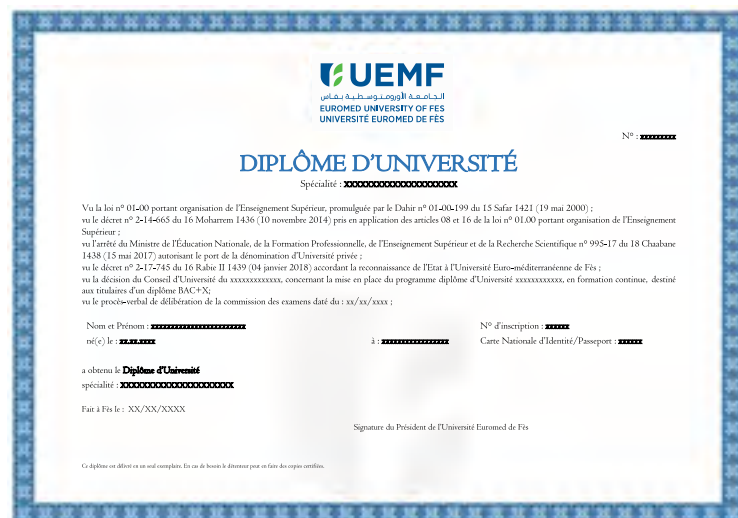 UEMF
الجامعة الأورومتوسطية بفاس
EUROMED UNIVERSITY OF FES
UNIVERSITÉ EUROMED DE FÈS
N° : xxxxxxxxx
DIPLÔME D’UNIVERSITÉ
Spécialité : xxxxxxxxxxxxxxxxxxxxx
Vu la loi n° 01-00 portant organisation de l’Enseignement Supérieur, promulguée par le Dahir n° 01-00-199 du 15 Safar 1421 (19 mai 2000) ;
vu le décret n° 2-14-665 du 16 Moharrem 1436 (10 novembre 2014) pris en application des articles 08 et 16 de la loi n° 01.00 portant organisation de l’Enseignement
Supérieur ;
vu l’arrêté du Ministre de l’Éducation Nationale, de la Formation Professionnelle, de l’Enseignement Supérieur et de la Recherche Scientifique n° 995-17 du 18 Chaabane
1438 (15 mai 2017) autorisant le port de la dénomination d’Université privée ;
vu le décret n° 2-17-745 du 16 Rabie II 1439 (04 janvier 2018) accordant la reconnaissance de l’Etat à l’Université Euro-méditerranéenne de Fès ;
vu la décision du Conseil d’Université du xxxxxxxxxxxxx, concernant la mise en place du programme diplôme d’Université xxxxxxxxxxxx, en formation continue, destiné
aux titulaires d’un diplôme BAC+X;
vu le procès-verbal de délibération de la commission des examens daté du : xx/xx/xxxx ;
Nom et Prénom : xxxxxxxxxxxxxxxxxxxxxx N° d’inscription : xxxxxx
né(e) le : xx.xx.xxxx à : xxxxxxxxxxxxxxxx Carte Nationale d’Identité/Passeport : xxxxxx
a obtenu le Diplôme d’Université
spécialité : XXXXXXXXXXXXXXXXXXXXX
Fait à Fès le : XX/XX/XXXX
Signature du Président de l’Université Euromed de Fès
Ce diplôme est délivré en un seul exemplaire. En cas de besoin le détenteur peut en faire des copies certifiées.